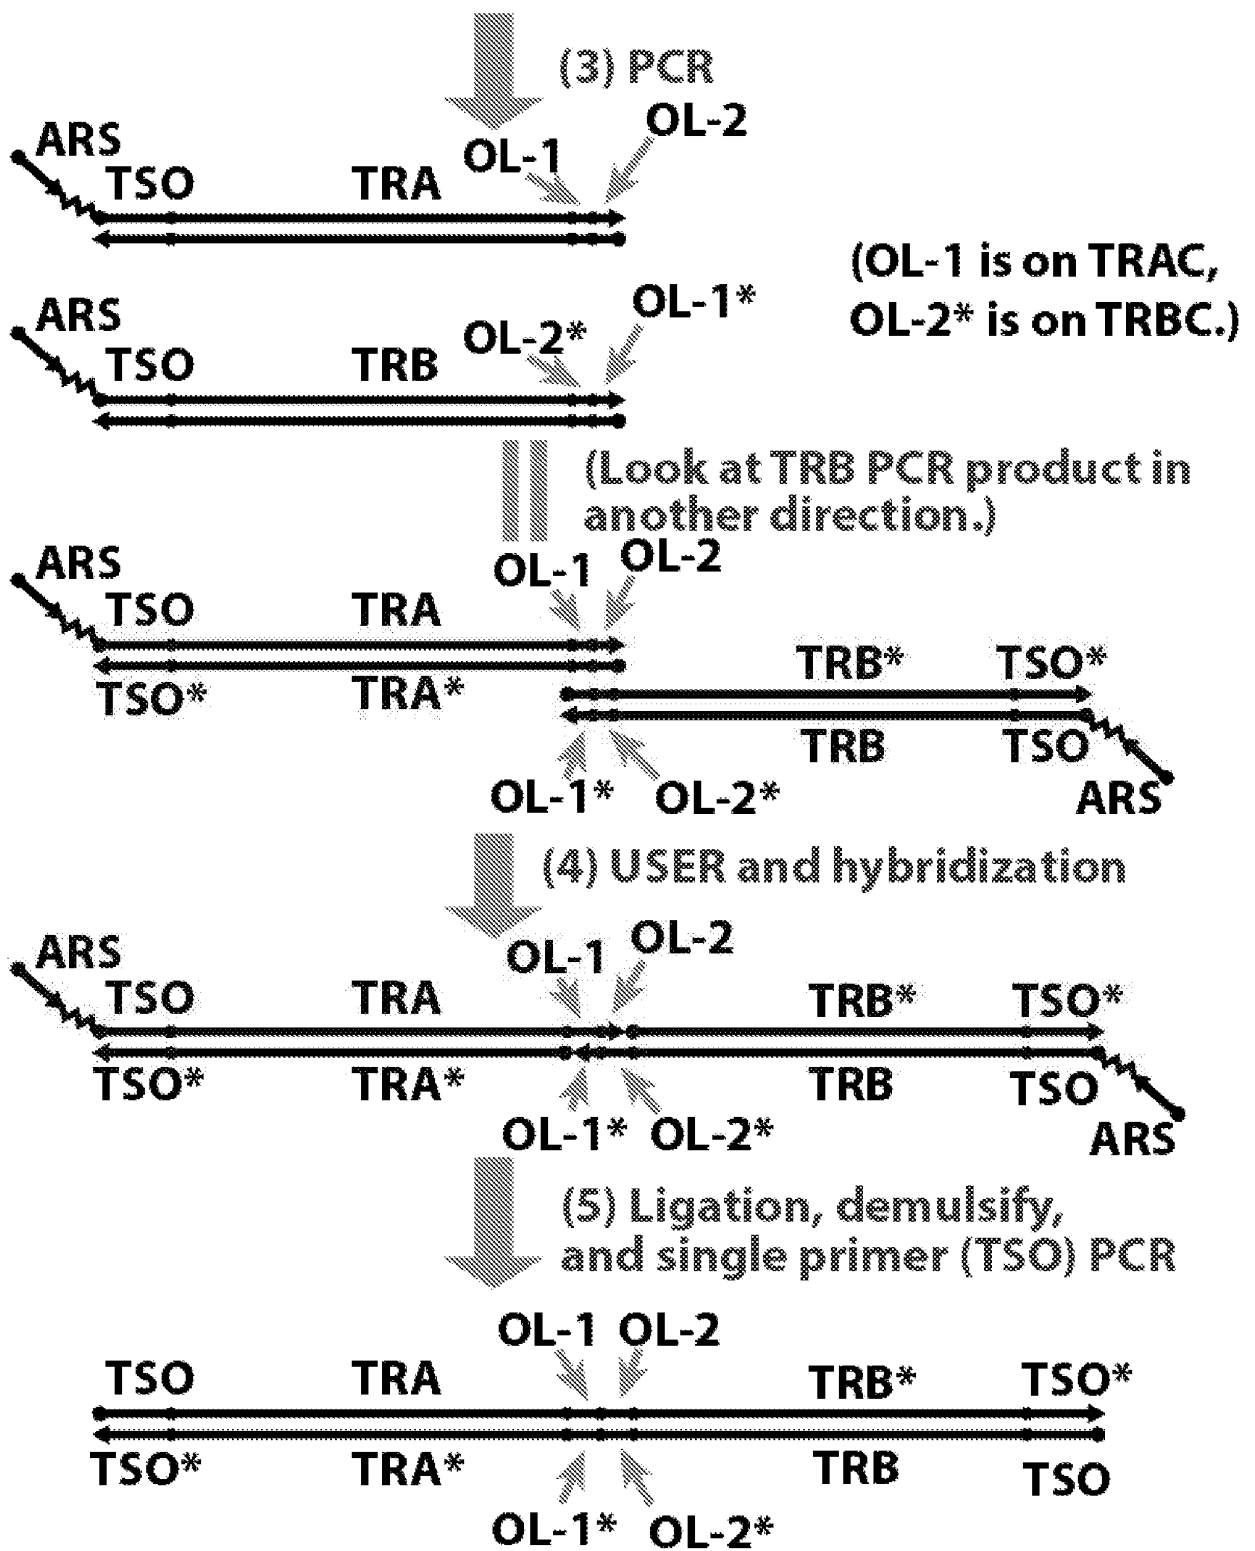 (3) PCR
OL-2
ARS
OL-1
TSO
TRA
(OL-1 is on TRAC,
OL-2* is on TRBC.)
ARS
OL-1*
OL-2*
TSO
TRB
(Look at TRB PCR product in
another direction.)
ARS
OL-1
OL-2
TSO
TRA
TRB*
TSO*
TSO*
TRA*
TRB
TSO
OL-1*
OL-2*
ARS
(4) USER and hybridization
ARS
OL-1
OL-2
TSO
TRA
TRB*
TSO*
TSO*
TRA*
TRB
TSO
OL-1*
OL-2*
ARS
(5) Ligation, demulsify,
and single primer (TSO) PCR
OL-1
OL-2
TSO
TRA
TRB*
TSO*
TSO*
TRA*
TRB
TSO
OL-1*
OL-2*